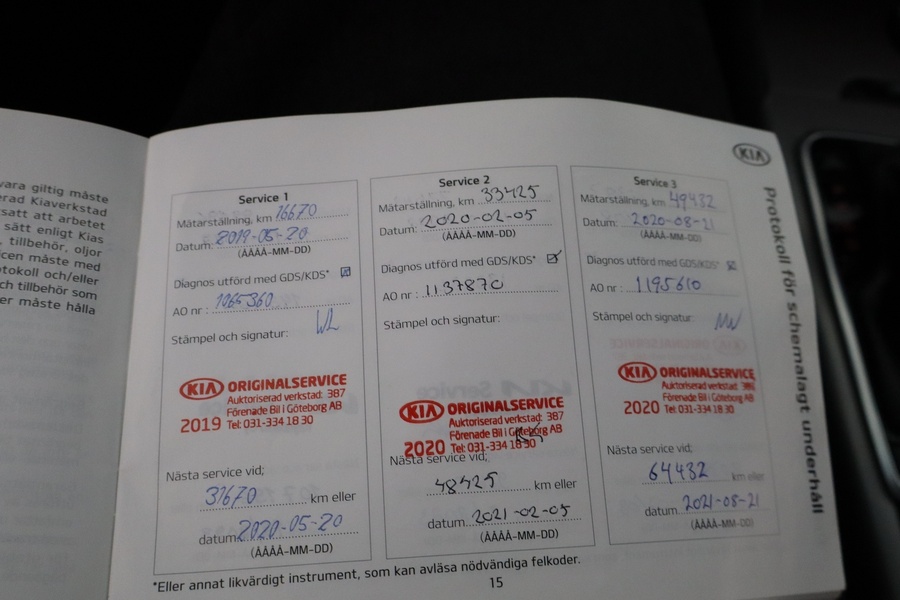 vara giltig måste
erad Kiaverkstad
satt att arbetet
sätt enligt Kias
, tillbehör, oljor
cen måste med
otokoll och/eller
ch tillbehör som
er måste hålla
KIA
Protokoll för schemalagt underhåll
Service 1
Mätarställning, km 16670
Datum: 2019-05-20
(ÅÅÅÅ-MM-DD)
Diagnos utförd med GDS/KDS*
AO nr : 1065360
Stämpel och signatur:
WL
KIA ORIGINALSERVICE
Auktoriserad verkstad: 387
Förenade Bil i Göteborg AB
2019 Tel: 031-334 18 30
Nästa service vid;
31670 km eller
datum 2020-05-20
(ÅÅÅÅ-MM-DD)
Service 2
Mätarställning, km 33425
Datum: 2020-02-05
(ÅÅÅÅ-MM-DD)
Diagnos utförd med GDS/KDS*
AO nr : 1137870
Stämpel och signatur:
KIA ORIGINALSERVICE
Auktoriserad verkstad: 387
Förenade Bil i Göteborg AB
2020 Tel: 031-334 18 30
Nästa service vid;
48425 km eller
datum 2021-02-05
(ÅÅÅÅ-MM-DD)
Service 3
Mätarställning, km 49432
Datum: 2020-08-21
(ÅÅÅÅ-MM-DD)
Diagnos utförd med GDS/KDS*
AO nr : 1195610
Stämpel och signatur:
MW
KIA ORIGINALSERVICE
Auktoriserad verkstad: 387
Förenade Bil i Göteborg AB
2020 Tel: 031-334 18 30
Nästa service vid;
64432 km eller
datum 2021-08-21
(ÅÅÅÅ-MM-DD)
*Eller annat likvärdigt instrument, som kan avläsa nödvändiga felkoder.
15